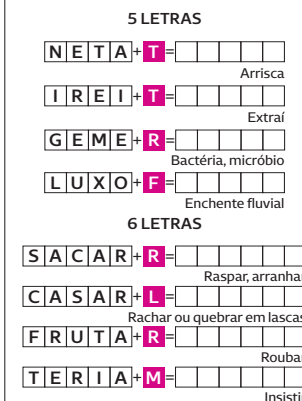 5 LETRAS
NETA+T=
Arrisca
IREI+T=
Extraí
GEME+R=
Bactéria, micróbio
LUXO+F=
Enchente fluvial
6 LETRAS
SACAR+R=
Raspar, arranhar
CASAR+L=
Rachar ou quebrar em lascas
FRUTA+R=
Roubar
TERIA+M=
Insistir